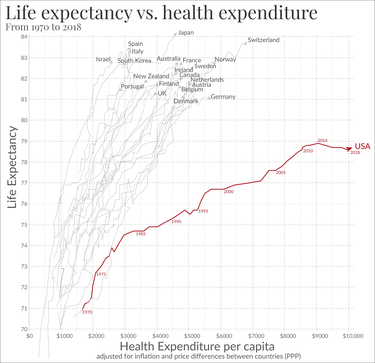 Life expectancy vs. health expenditure
From 1970 to 2018
84
83
82
81
80
79
78
77
76
75
74
73
72
71
70
Life Expectancy
Japan
Switzerland
Spain
Italy
Israel
South Korea
Australia
France
Norway
Sweden
Ireland
Canada
New Zealand
Netherlands
Finland
Austria
Portugal
Belgium
UK
Germany
Denmark
USA
1970
1975
1985
1990
1995
2000
2005
2010
2014
2018
$0
$1000
$2000
$3000
$4000
$5000
$6000
$7000
$8000
$9000
$10,000
Health Expenditure per capita
adjusted for inflation and price differences between countries (PPP)